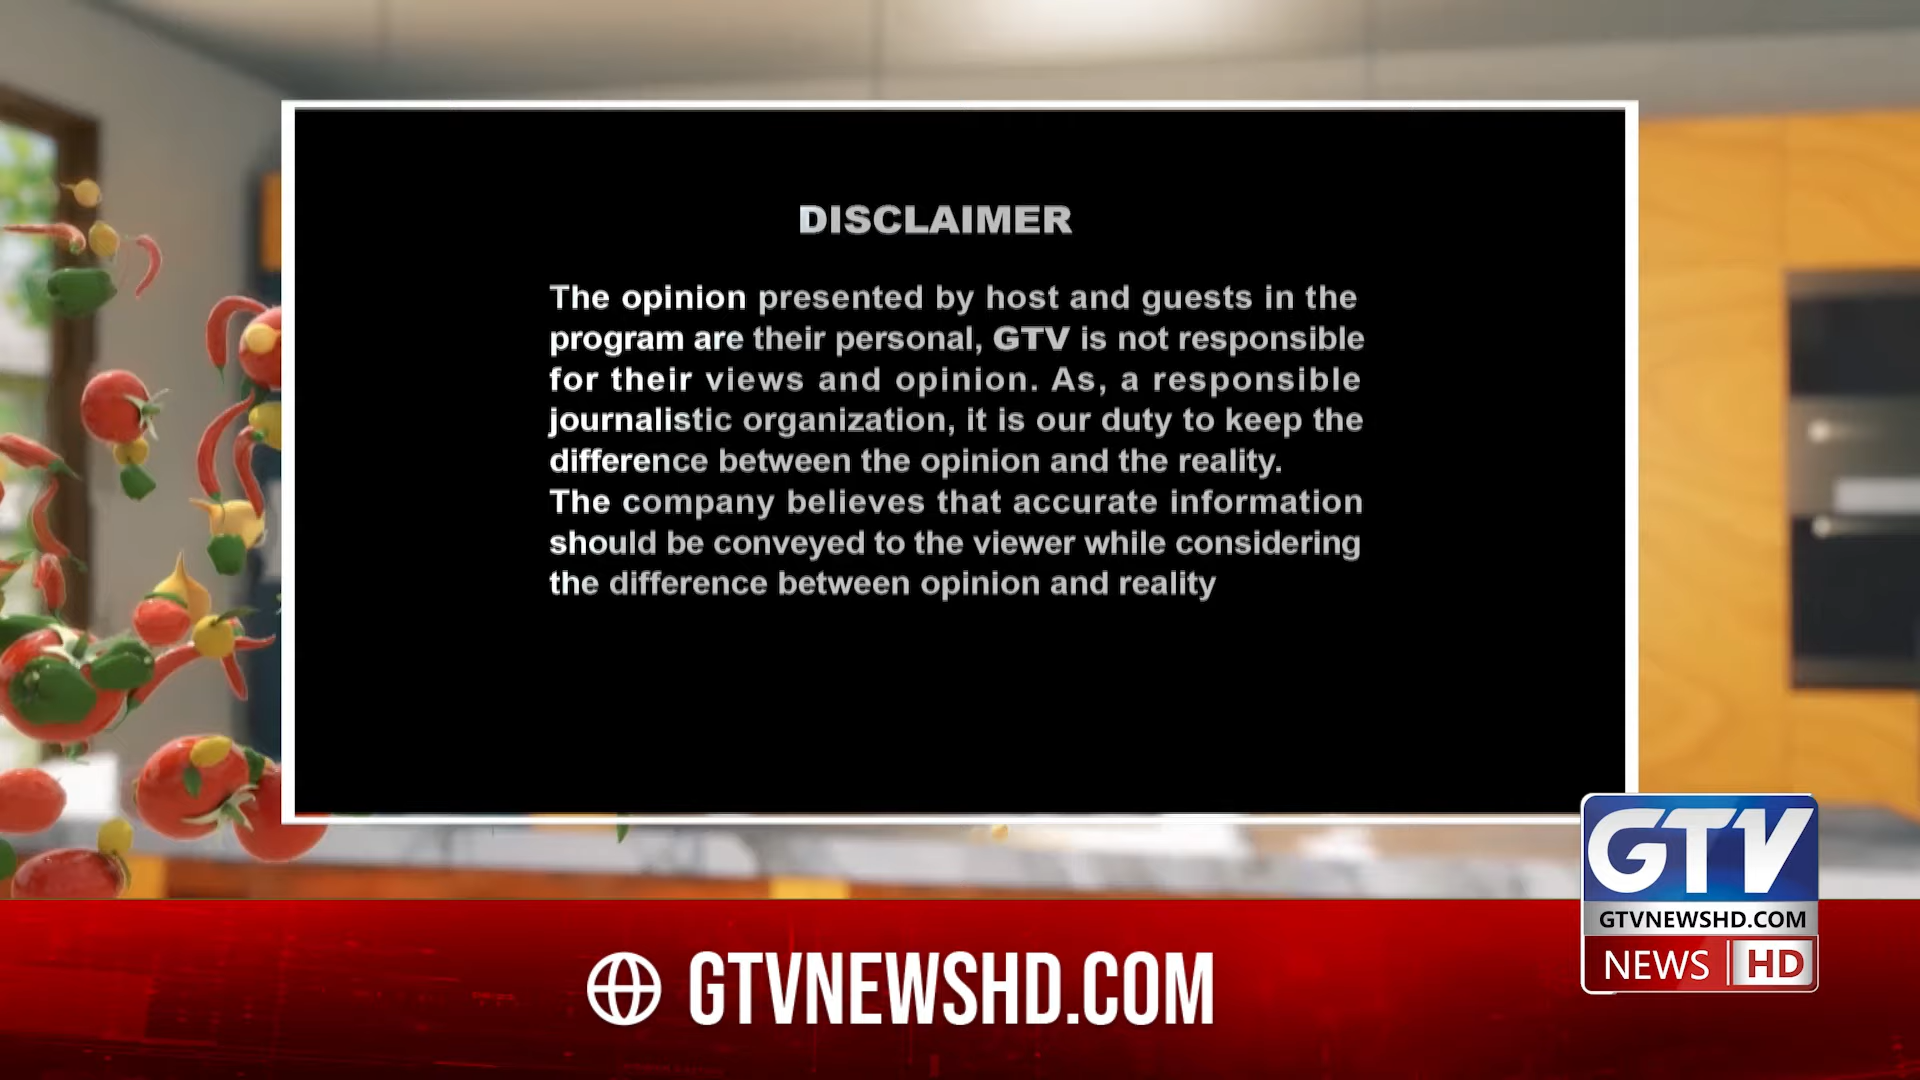 DISCLAIMER
The opinion presented by host and guests in the
program are their personal, GTV is not responsible
for their views and opinion. As, a responsible
journalistic organization, it is our duty to keep the
difference between the opinion and the reality.
The company believes that accurate information
should be conveyed to the viewer while considering
the difference between opinion and reality
GTV
GTVNEWSHD.COM
NEWS HD
GTVNEWSHD.COM